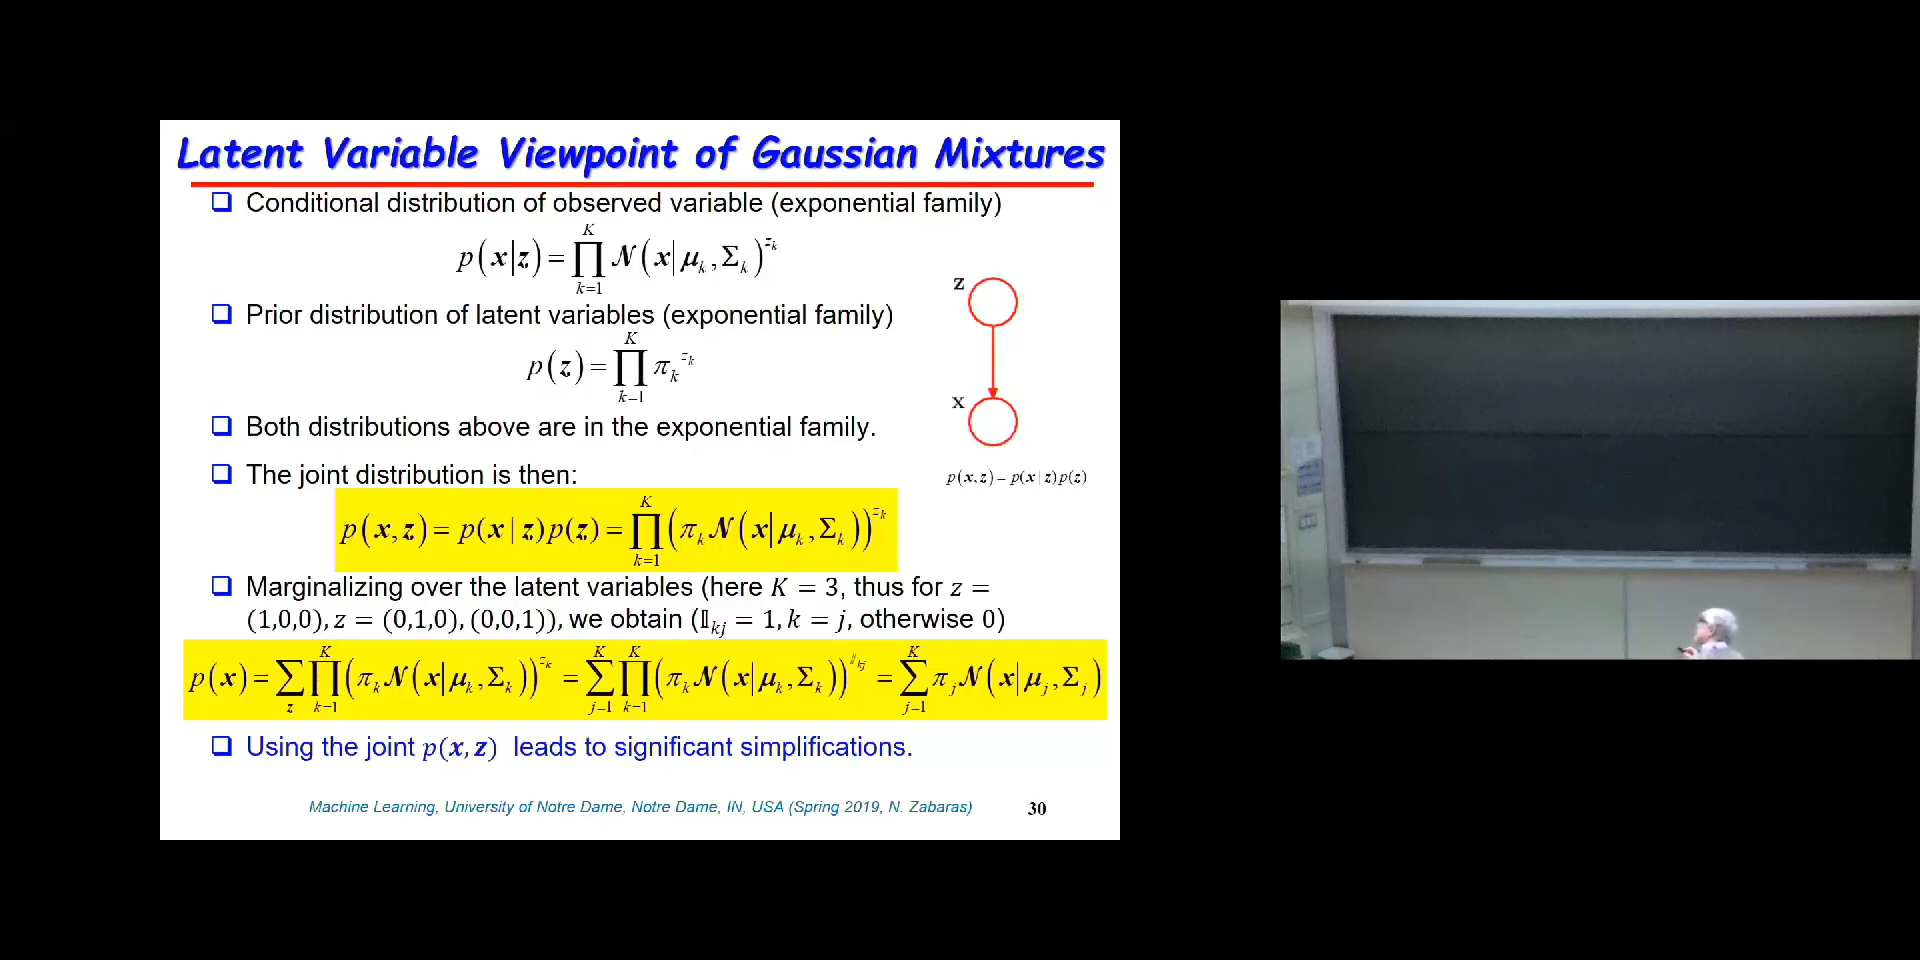 Latent Variable Viewpoint of Gaussian Mixtures
❑ Conditional distribution of observed variable (exponential family)
p(x|z) = ∏_{k=1}^{K} 𝒩(x|μ_k, Σ_k)^{z_k}
❑ Prior distribution of latent variables (exponential family)
p(z) = ∏_{k=1}^{K} π_k^{z_k}
❑ Both distributions above are in the exponential family.
z
x
p(x,z) = p(x|z)p(z)
❑ The joint distribution is then:
p(x,z) = p(x|z)p(z) = ∏_{k=1}^{K} (π_k 𝒩(x|μ_k, Σ_k))^{z_k}
❑ Marginalizing over the latent variables (here K = 3, thus for z =
(1,0,0), z = (0,1,0), (0,0,1)), we obtain (𝕀_{kj} = 1, k = j, otherwise 0)
p(x) = ∑_z ∏_{k=1}^{K} (π_k 𝒩(x|μ_k, Σ_k))^{z_k} = ∑_{j=1}^{K} ∏_{k=1}^{K} (π_k 𝒩(x|μ_k, Σ_k))^{𝕀_{kj}} = ∑_{j=1}^{K} π_j 𝒩(x|μ_j, Σ_j)
❑ Using the joint p(x,z) leads to significant simplifications.
Machine Learning, University of Notre Dame, Notre Dame, IN, USA (Spring 2019, N. Zabaras)
30